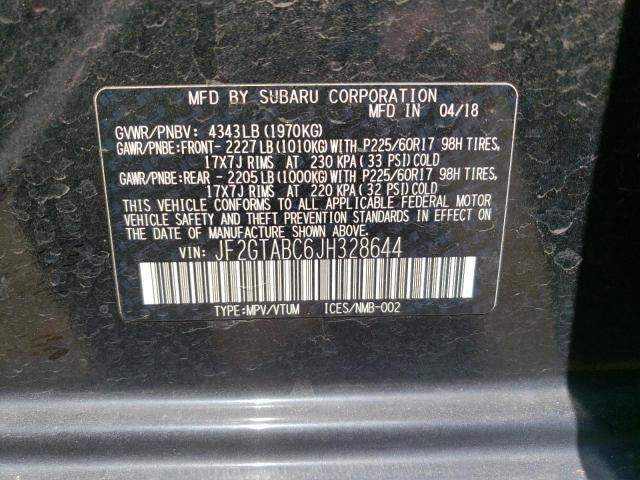 MFD BY SUBARU CORPORATION
MFD IN 04/18
GVWR/PNBV: 4343LB (1970KG)
GAWR/PNBE:FRONT- 2227LB (1010KG)WITH P225/60R17 98H TIRES,
17X7J RIMS AT 230 KPA (33 PSI)COLD
GAWR/PNBE:REAR - 2205LB (1000KG)WITH P225/60R17 98H TIRES,
17X7J RIMS AT 220 KPA (32 PSI)COLD
THIS VEHICLE CONFORMS TO ALL APPLICABLE FEDERAL MOTOR
VEHICLE SAFETY AND THEFT PREVENTION STANDARDS IN EFFECT ON
THE DATE OF MANUFACTURE SHOWN ABOVE.
VIN: JF2GTABC6JH328644
TYPE:MPV/VTUM ICES/NMB-002